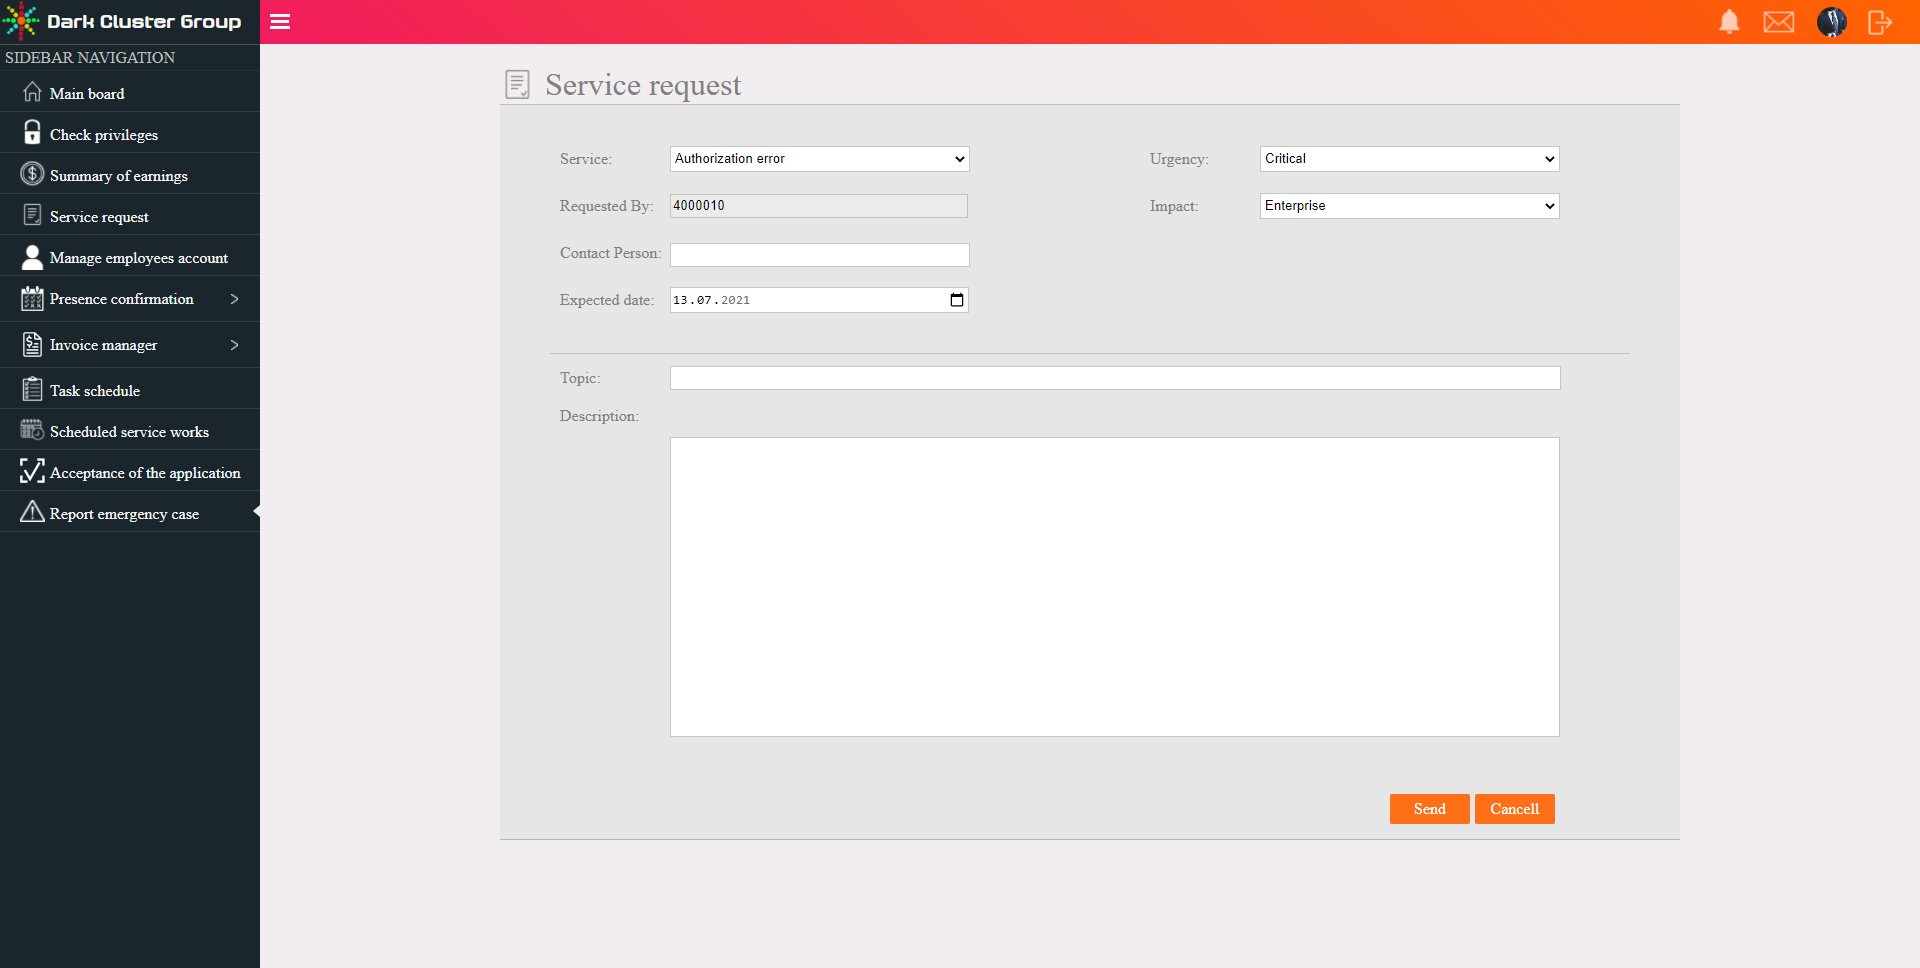 Dark Cluster Group
SIDEBAR NAVIGATION
Main board
Check privileges
Summary of earnings
Service request
Manage employees account
Presence confirmation >
Invoice manager >
Task schedule
Scheduled service works
Acceptance of the application
Report emergency case
Service request
Service: Authorization error Urgency: Critical
Requested By: 4000010 Impact: Enterprise
Contact Person:
Expected date: 13.07.2021
Topic:
Description:
Send Cancell